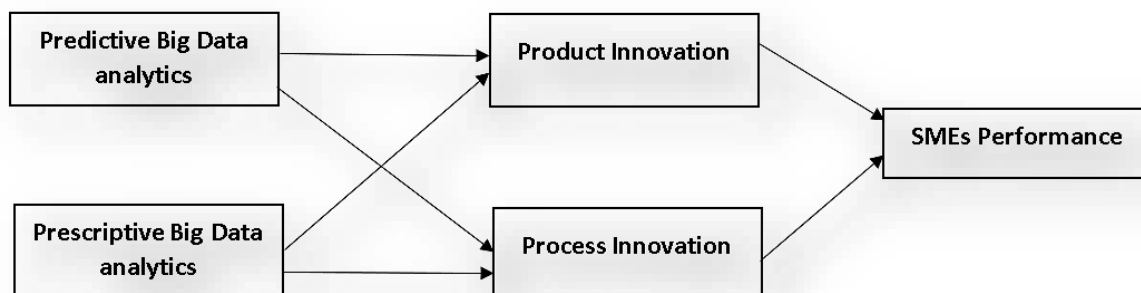 Predictive Big Data
analytics
Product Innovation
SMEs Performance
Prescriptive Big Data
analytics
Process Innovation